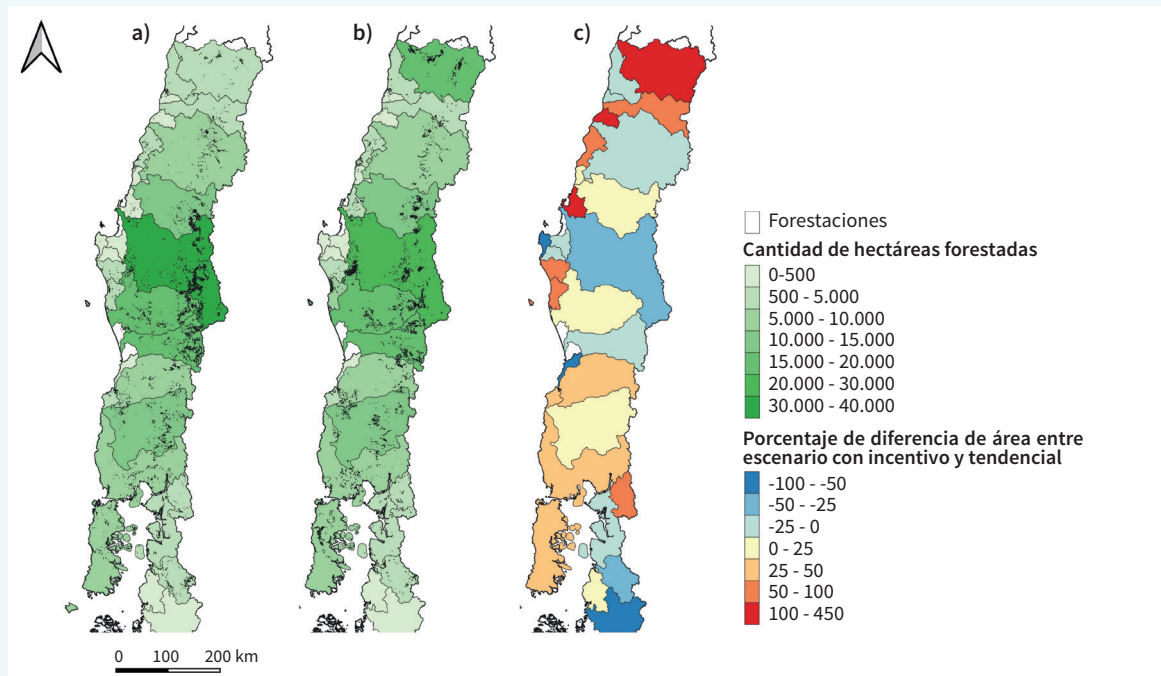 a)
b)
c)
Forestaciones
Cantidad de hectáreas forestadas
0-500
500 - 5.000
5.000 - 10.000
10.000 - 15.000
15.000 - 20.000
20.000 - 30.000
30.000 - 40.000
Porcentaje de diferencia de área entre
escenario con incentivo y tendencial
-100 - -50
-50 - -25
-25 - 0
0 - 25
25 - 50
50 - 100
100 - 450
0 100 200 km